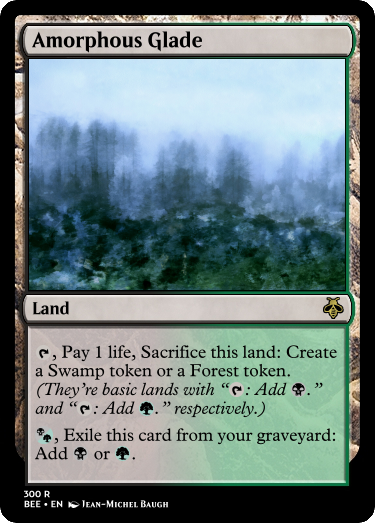 Amorphous Glade
Land
, Pay 1 life, Sacrifice this land: Create
a Swamp token or a Forest token.
(They're basic lands with “: Add .”
and “: Add .” respectively.)
, Exile this card from your graveyard:
Add or .
300 R
BEE • EN Jean-Michel Baugh